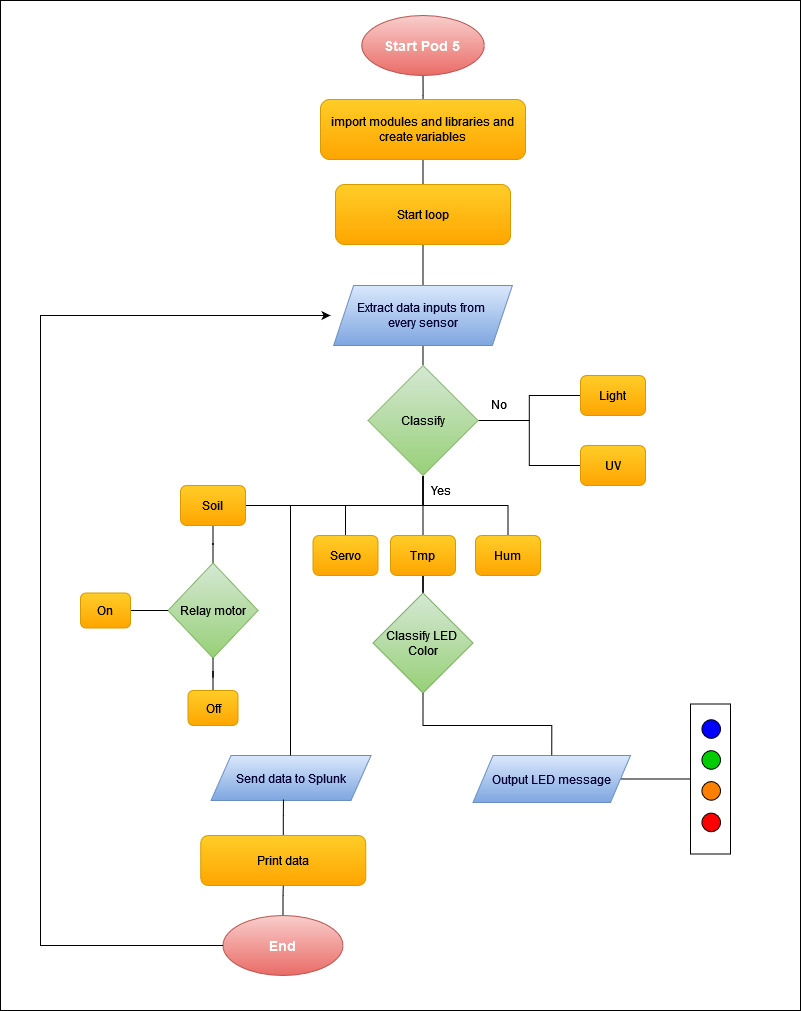 Start Pod 5
import modules and libraries and
create variables
Start loop
Extract data inputs from
every sensor
Classify
No
Light
UV
Yes
Soil
Servo
Tmp
Hum
On
Relay motor
Classify LED
Color
Off
Send data to Splunk
Output LED message
Print data
End